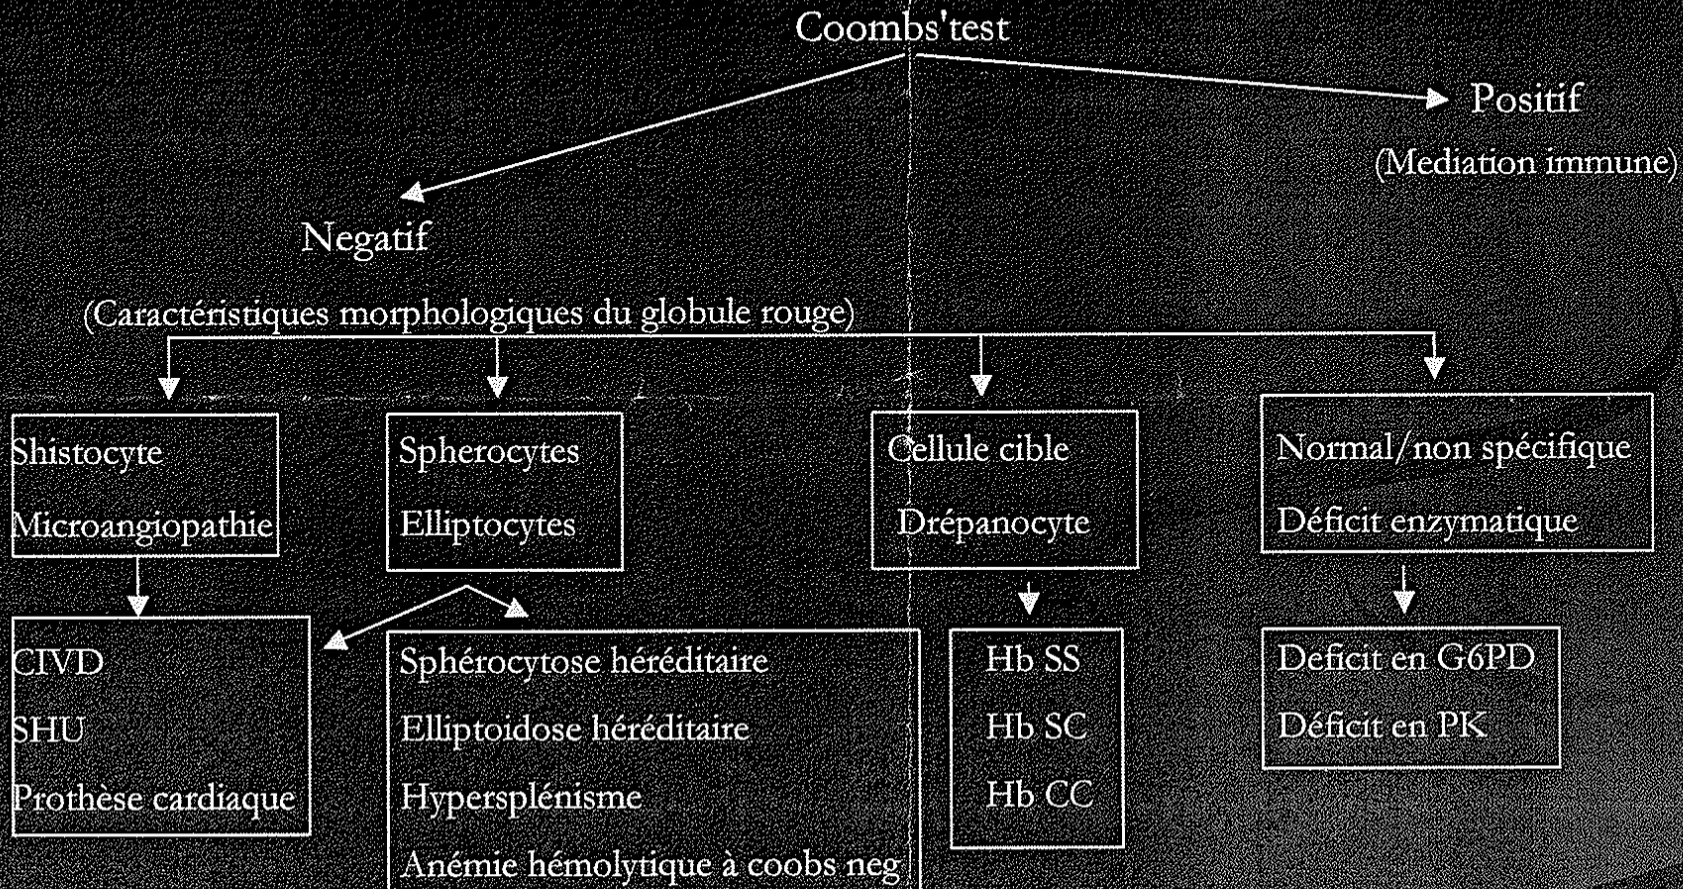 Coombs'test
Positif
(Mediation immune)
Negatif
(Caractéristiques morphologiques du globule rouge)
Shistocyte
Microangiopathie
Spherocytes
Elliptocytes
Cellule cible
Drépanocyte
Normal/non spécifique
Déficit enzymatique
CIVD
SHU
Prothèse cardiaque
Sphérocytose héréditaire
Elliptoidose héréditaire
Hypersplénisme
Anémie hémolytique à coobs neg
Hb SS
Hb SC
Hb CC
Deficit en G6PD
Déficit en PK